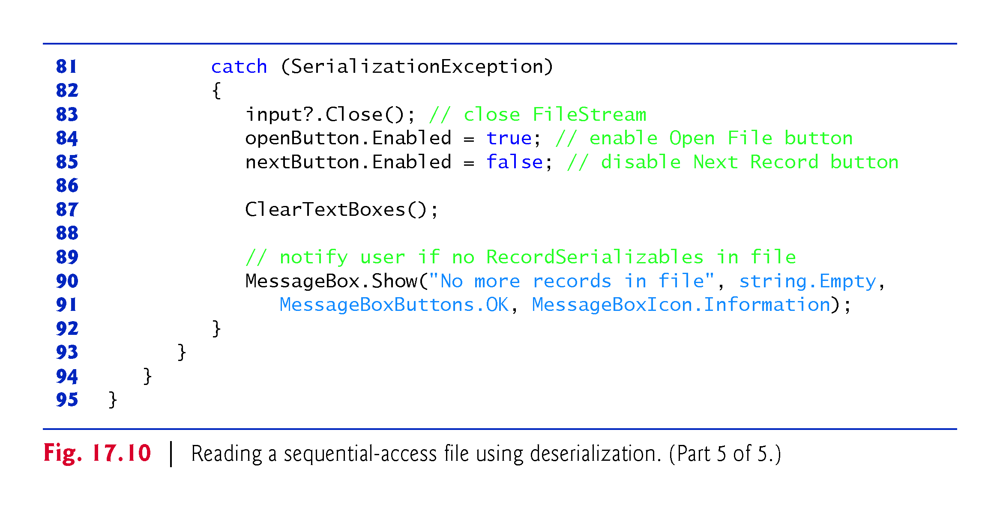 81 catch (SerializationException)
82 {
83 input?.Close(); // close FileStream
84 openButton.Enabled = true; // enable Open File button
85 nextButton.Enabled = false; // disable Next Record button
86
87 ClearTextBoxes();
88
89 // notify user if no RecordSerializables in file
90 MessageBox.Show("No more records in file", string.Empty,
91 MessageBoxButtons.OK, MessageBoxIcon.Information);
92 }
93 }
94 }
95 }
Fig. 17.10 | Reading a sequential-access file using deserialization. (Part 5 of 5.)